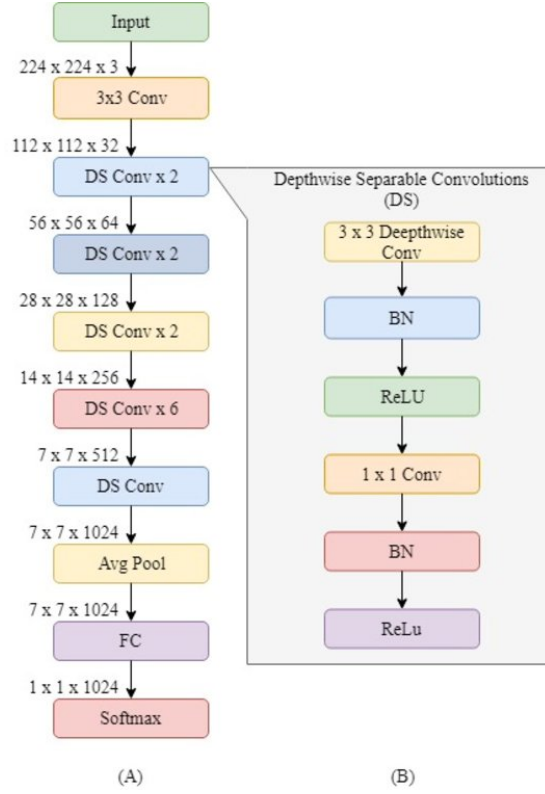 Input
224 x 224 x 3
3x3 Conv
112 x 112 x 32
DS Conv x 2
56 x 56 x 64
DS Conv x 2
28 x 28 x 128
DS Conv x 2
14 x 14 x 256
DS Conv x 6
7 x 7 x 512
DS Conv
7 x 7 x 1024
Avg Pool
7 x 7 x 1024
FC
1 x 1 x 1024
Softmax
(A)
Depthwise Separable Convolutions
(DS)
3 x 3 Deepthwise
Conv
BN
ReLU
1 x 1 Conv
BN
ReLu
(B)